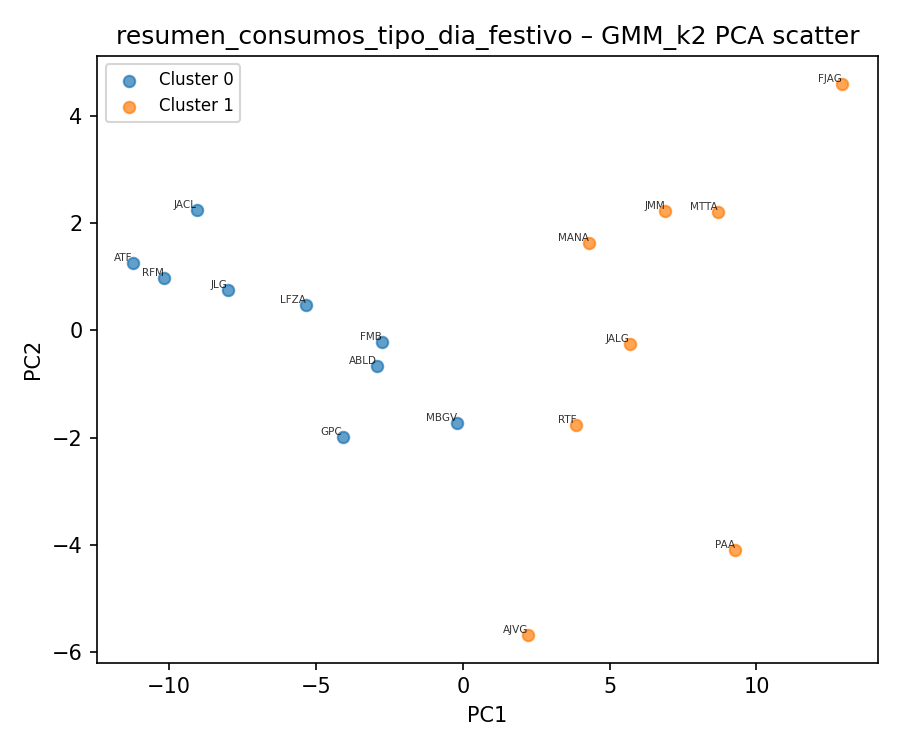 resumen_consumos_tipo_dia_festivo – GMM_k2 PCA scatter
Cluster 0
Cluster 1
FJAG
4
JACL
JMM
MTTA
2
MANA
ATF
RFM
JLG
LFZA
0
FMB
JALG
ABLD
PC2
MBGV
RTF
−2
GPC
−4
PAA
AJVG
−6
−10
−5
0
5
10
PC1